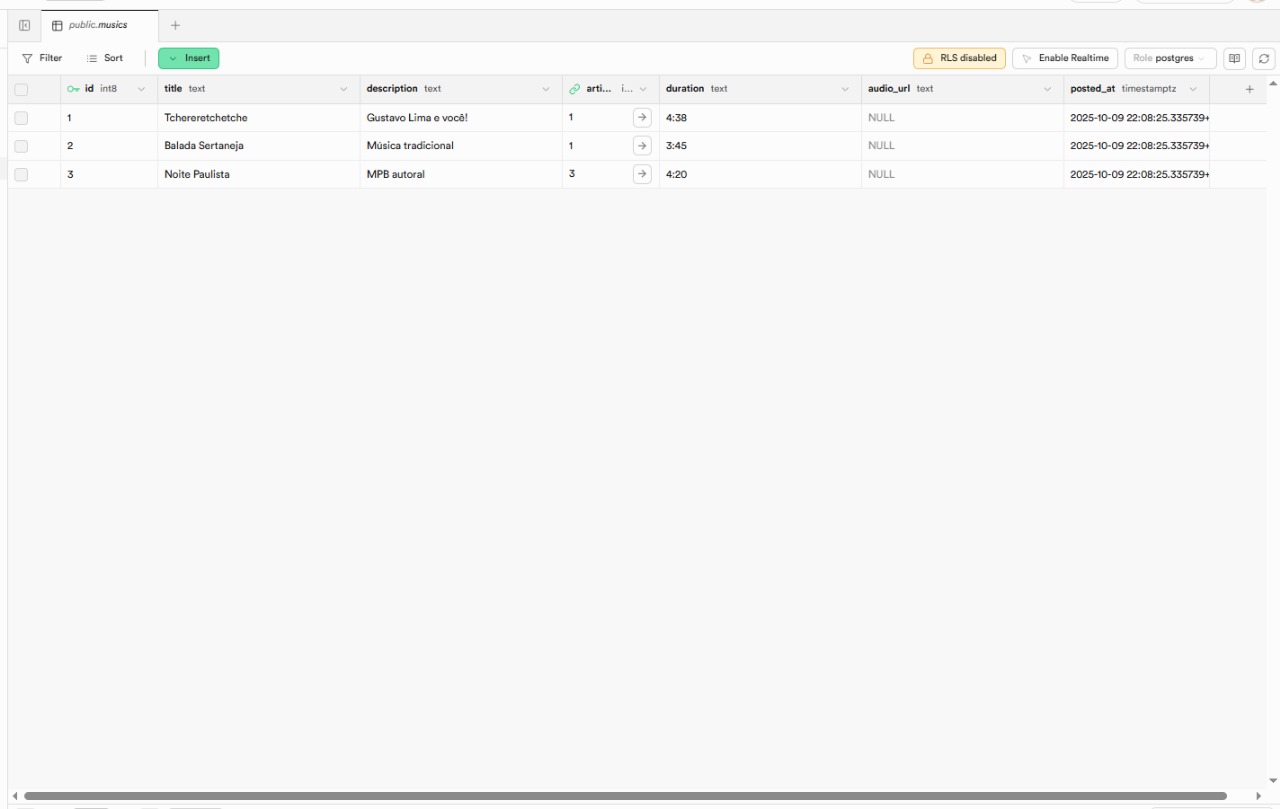 public.musics
Filter Sort Insert RLS disabled Enable Realtime Role postgres
id int8 title text description text arti... i... duration text audio_url text posted_at timestamptz
1 Tchereretchetche Gustavo Lima e você! 1 4:38 NULL 2025-10-09 22:08:25.335739+
2 Balada Sertaneja Música tradicional 1 3:45 NULL 2025-10-09 22:08:25.335739+
3 Noite Paulista MPB autoral 3 4:20 NULL 2025-10-09 22:08:25.335739+